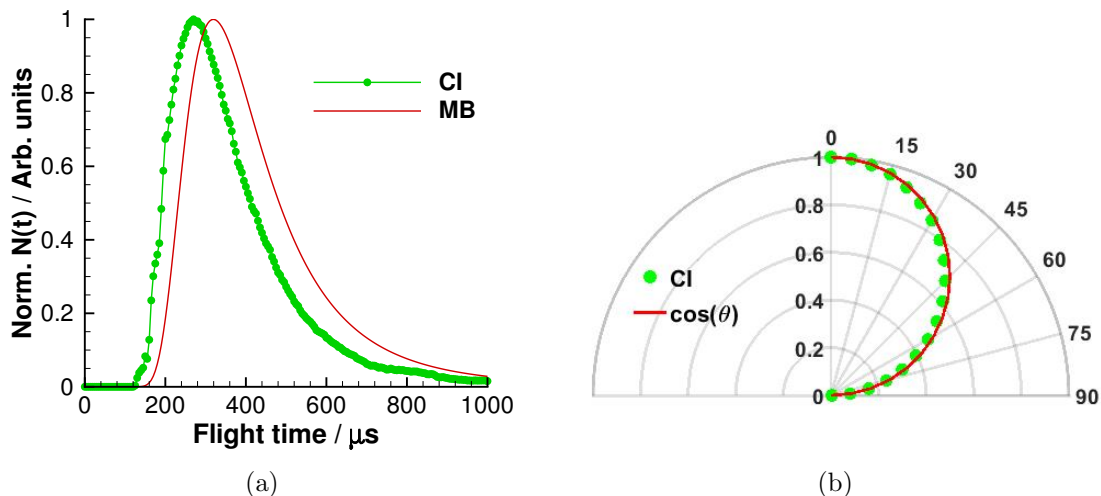 Norm. N(t) / Arb. units
1
0.8
0.6
0.4
0.2
0
0 200 400 600 800 1000
Flight time / μs
CI
MB
(a)
0
15
30
45
60
75
90
1
0.8
0.6
0.4
0.2
0
CI
cos(θ)
(b)